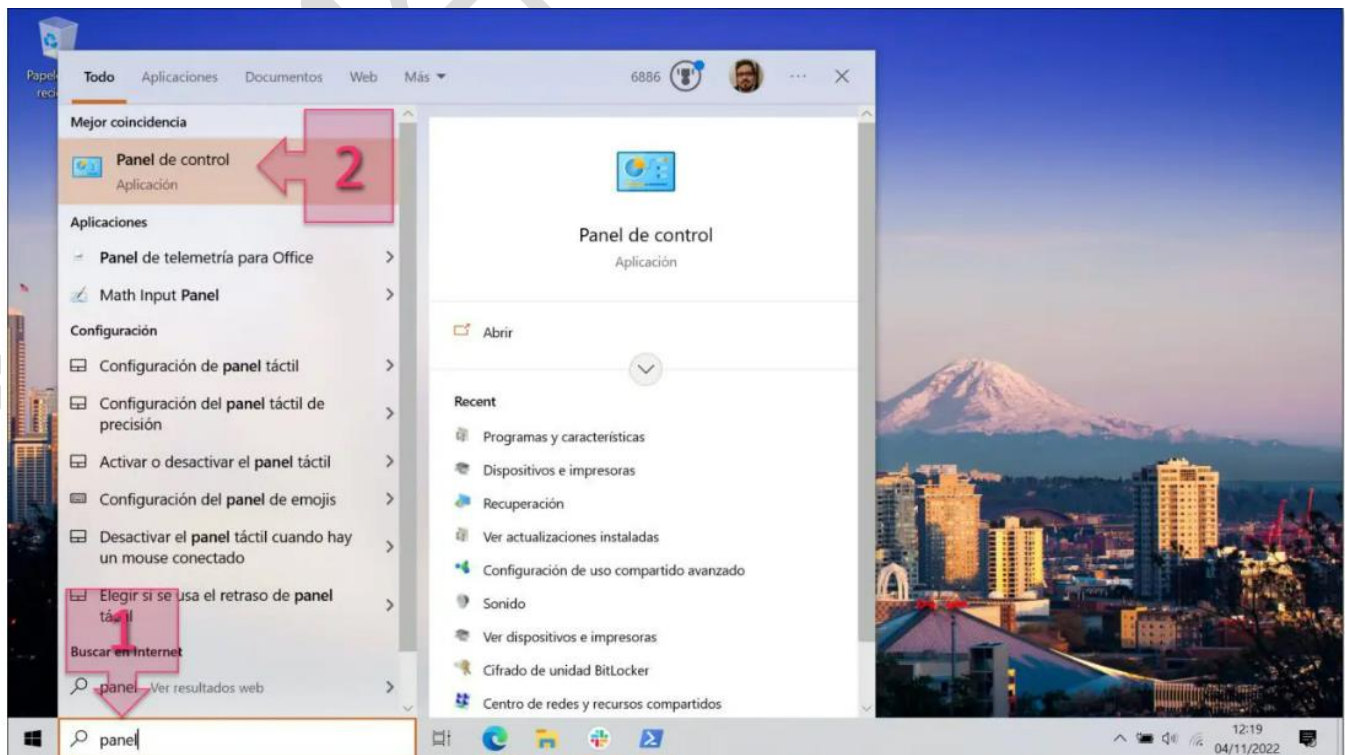 Todo Aplicaciones Documentos Web Más 6886
Mejor coincidencia
Panel de control
Aplicación
2
Aplicaciones
Panel de telemetría para Office
Math Input Panel
Configuración
Configuración de panel táctil
Configuración del panel táctil de
precisión
Activar o desactivar el panel táctil
Configuración del panel de emojis
Desactivar el panel táctil cuando hay
un mouse conectado
Elegir si se usa el retraso de panel
1
Buscar en Internet
panel Ver resultados web
Panel de control
Aplicación
Abrir
Recent
Programas y características
Dispositivos e impresoras
Recuperación
Ver actualizaciones instaladas
Configuración de uso compartido avanzado
Sonido
Ver dispositivos e impresoras
Cifrado de unidad BitLocker
Centro de redes y recursos compartidos
panel
12:19
04/11/2022